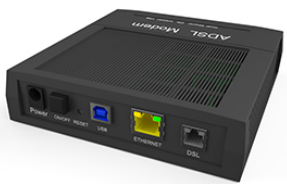 ADSL Modem
Power
ON/OFF
RESET
USB
ETHERNET
DSL